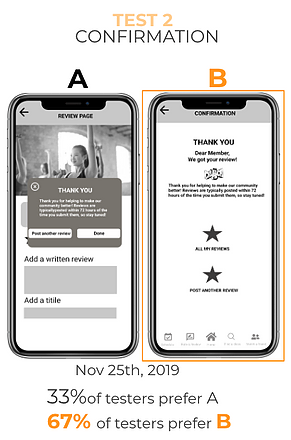 TEST 2
CONFIRMATION
A
B
REVIEW PAGE
THANK YOU
Thank you for helping to make our
community better! Reviews are
typicallyposted within 72 hours of the
time you submit them, so stay tuned!
Post another review
Done
Add a written review
Add a title
CONFIRMATION
THANK YOU
Dear Member,
We got your review!
Thank you for helping to make our community
better! Reviews are typically posted within 72 hours
of the time you submit them, so stay tuned!
ALL MY REVIEWS
POST ANOTHER REVIEW
Nov 25th, 2019
33%of testers prefer A
67% of testers prefer B